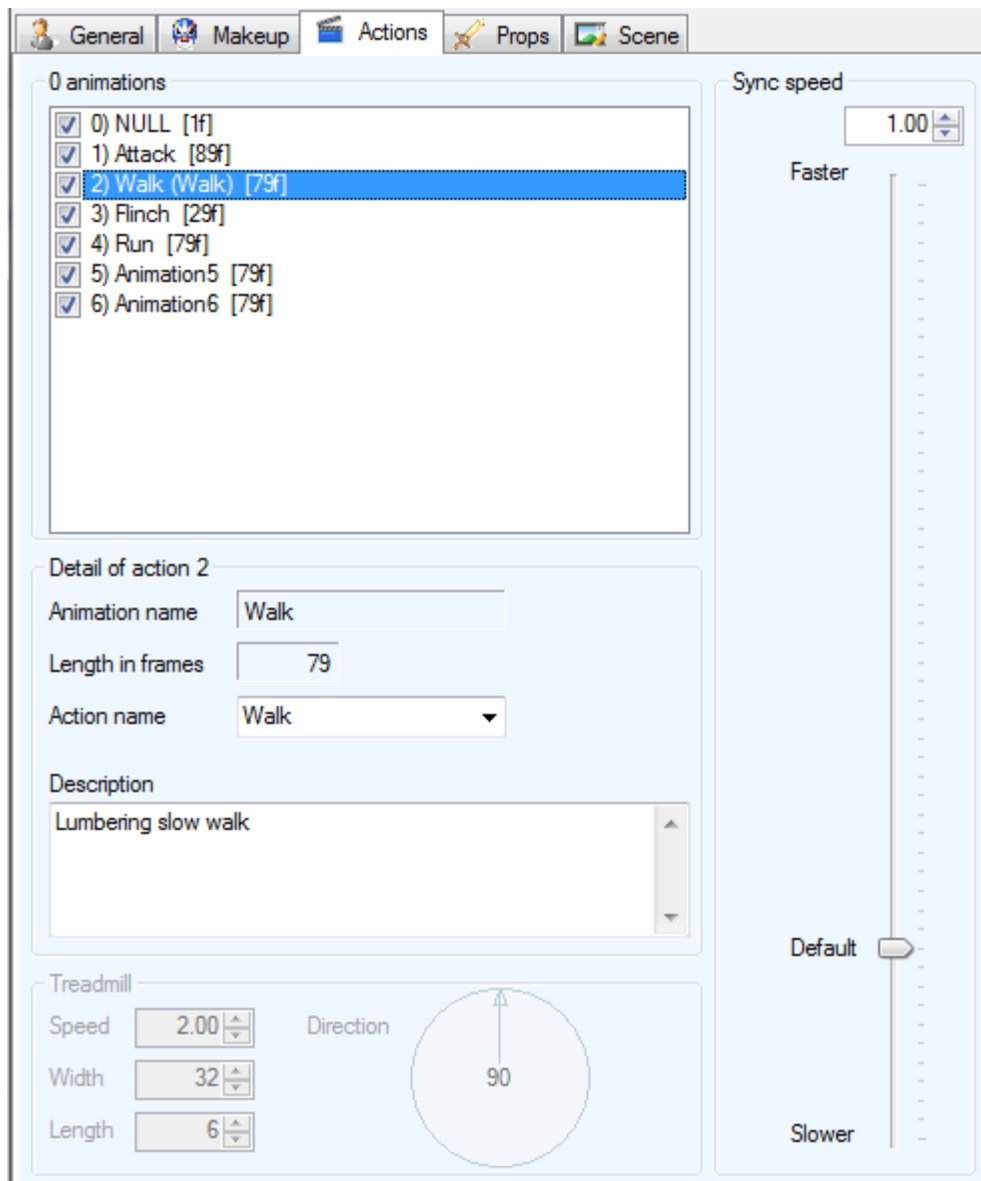 General Makeup Actions Props Scene
0 animations
0) NULL [1f]
1) Attack [89f]
2) Walk (Walk) [79f]
3) Flinch [29f]
4) Run [79f]
5) Animation5 [79f]
6) Animation6 [79f]
Detail of action 2
Animation name Walk
Length in frames 79
Action name Walk
Description
Lumbering slow walk
Treadmill
Speed 2.00 Direction
Width 32 90
Length 6
Sync speed
1.00
Faster
Default
Slower